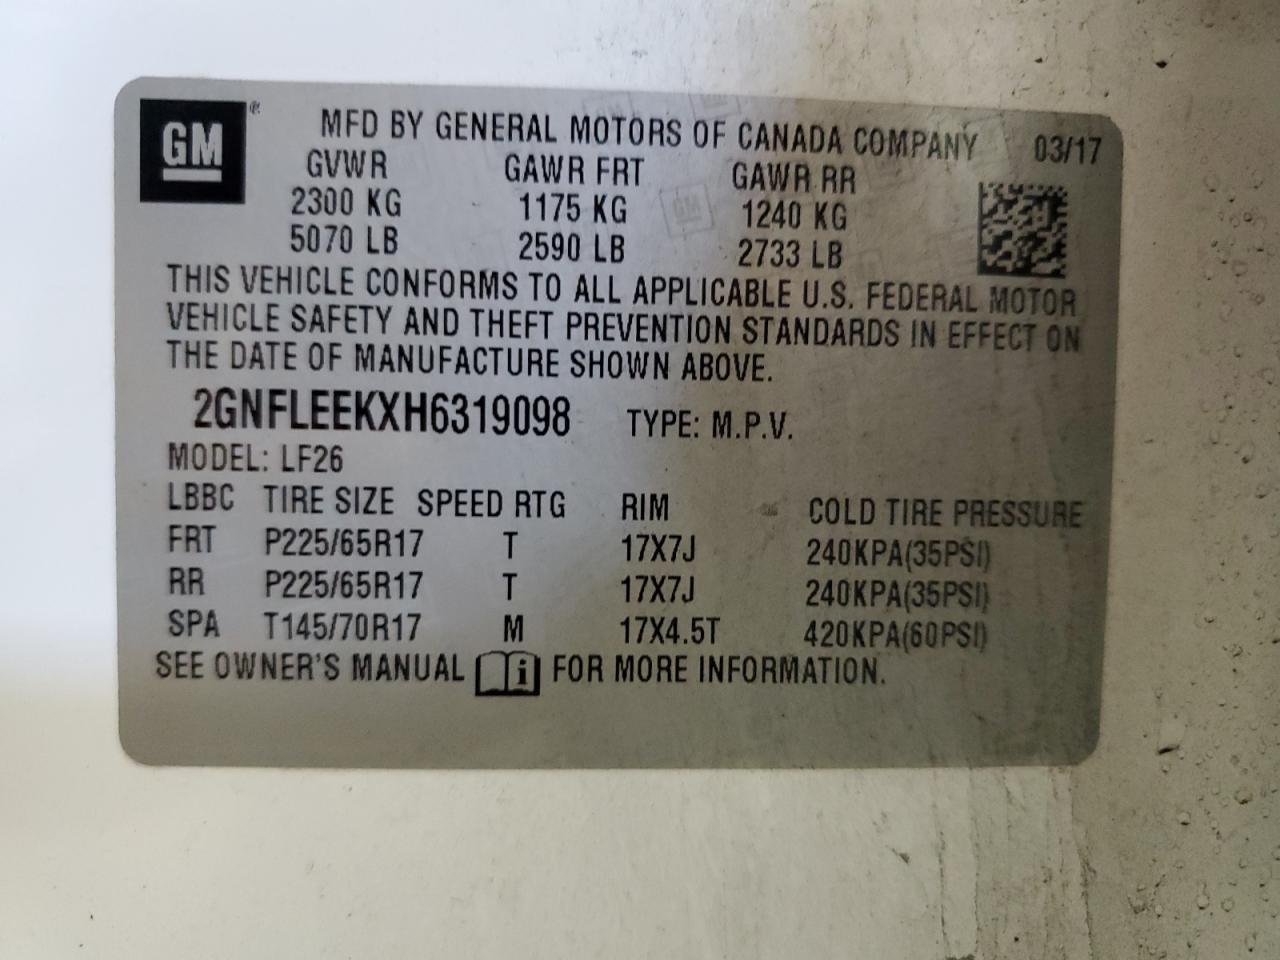 GM®
MFD BY GENERAL MOTORS OF CANADA COMPANY 03/17
GVWR GAWR FRT GAWR RR
2300 KG 1175 KG 1240 KG
5070 LB 2590 LB 2733 LB
THIS VEHICLE CONFORMS TO ALL APPLICABLE U.S. FEDERAL MOTOR
VEHICLE SAFETY AND THEFT PREVENTION STANDARDS IN EFFECT ON
THE DATE OF MANUFACTURE SHOWN ABOVE.
2GNFLEEKXH6319098 TYPE: M.P.V.
MODEL: LF26
LBBC TIRE SIZE SPEED RTG RIM COLD TIRE PRESSURE
FRT P225/65R17 T 17X7J 240KPA(35PSI)
RR P225/65R17 T 17X7J 240KPA(35PSI)
SPA T145/70R17 M 17X4.5T 420KPA(60PSI)
SEE OWNER'S MANUAL i FOR MORE INFORMATION.